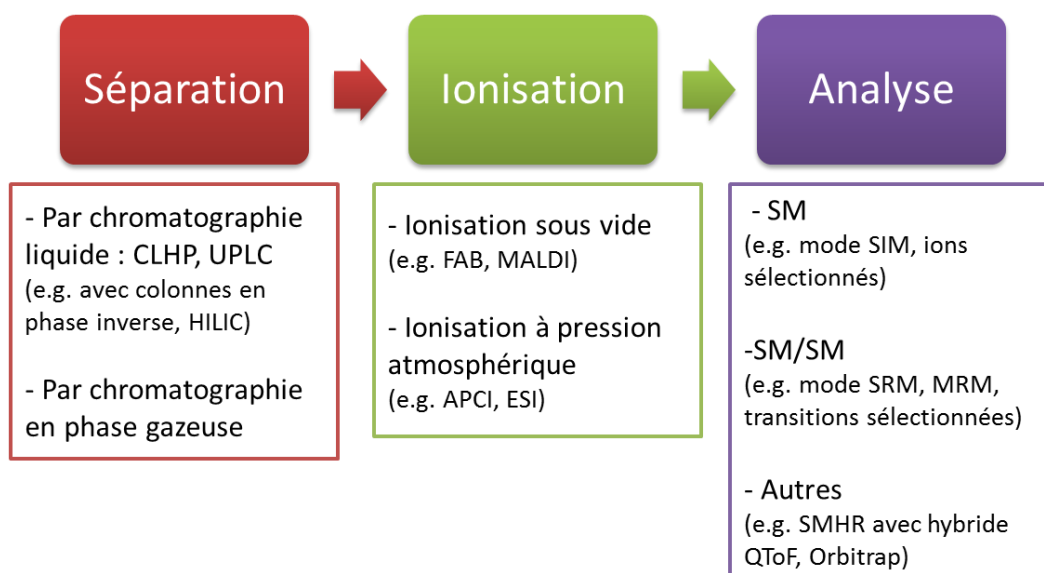 Séparation
Ionisation
Analyse
- Par chromatographie
liquide : CLHP, UPLC
(e.g. avec colonnes en
phase inverse, HILIC)
- Par chromatographie
en phase gazeuse
- Ionisation sous vide
(e.g. FAB, MALDI)
- Ionisation à pression
atmosphérique
(e.g. APCI, ESI)
- SM
(e.g. mode SIM, ions
sélectionnés)
-SM/SM
(e.g. mode SRM, MRM,
transitions sélectionnées)
- Autres
(e.g. SMHR avec hybride
QToF, Orbitrap)